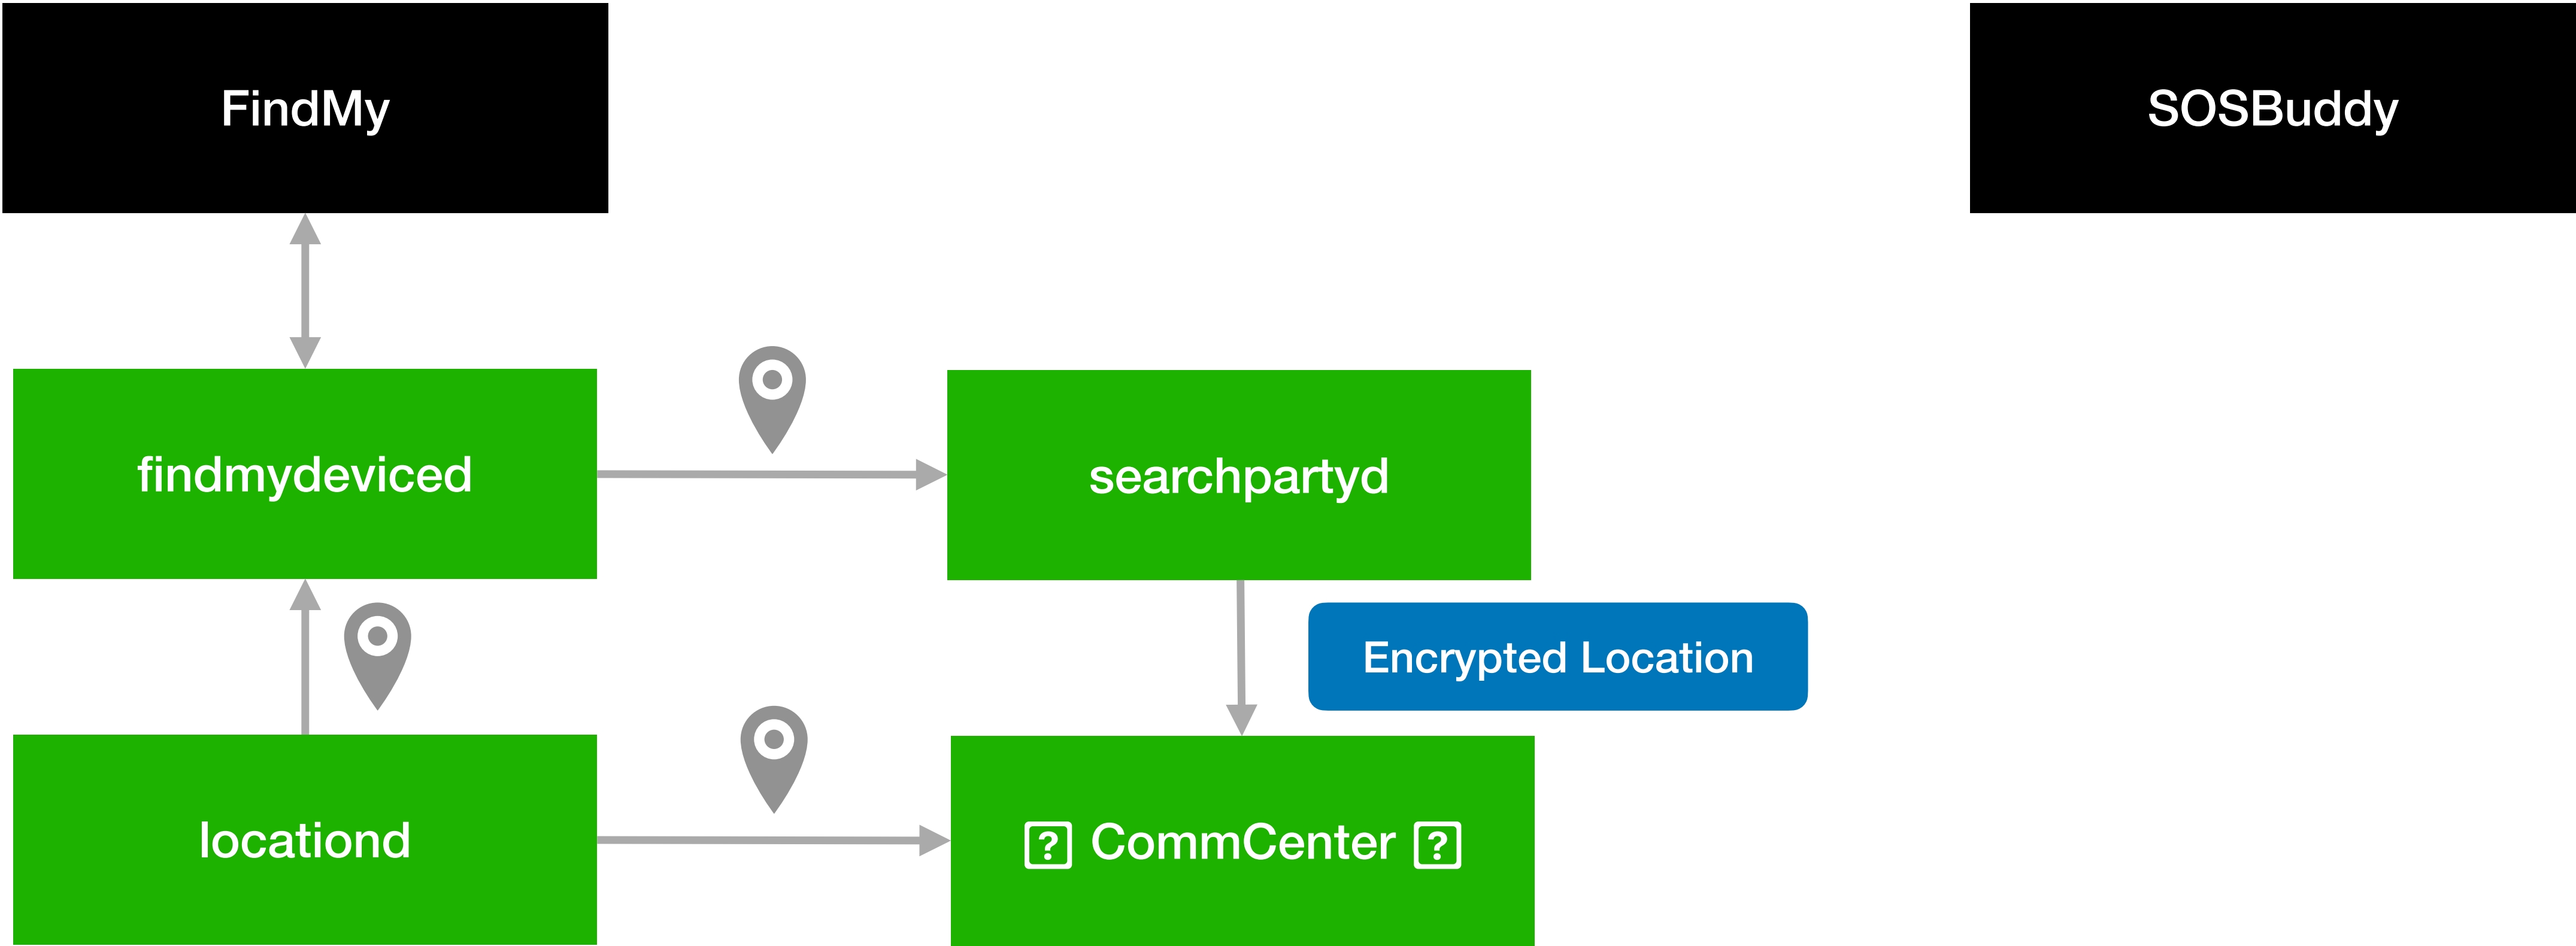 FindMy
SOSBuddy
findmydeviced
searchpartyd
Encrypted Location
locationd
? CommCenter ?